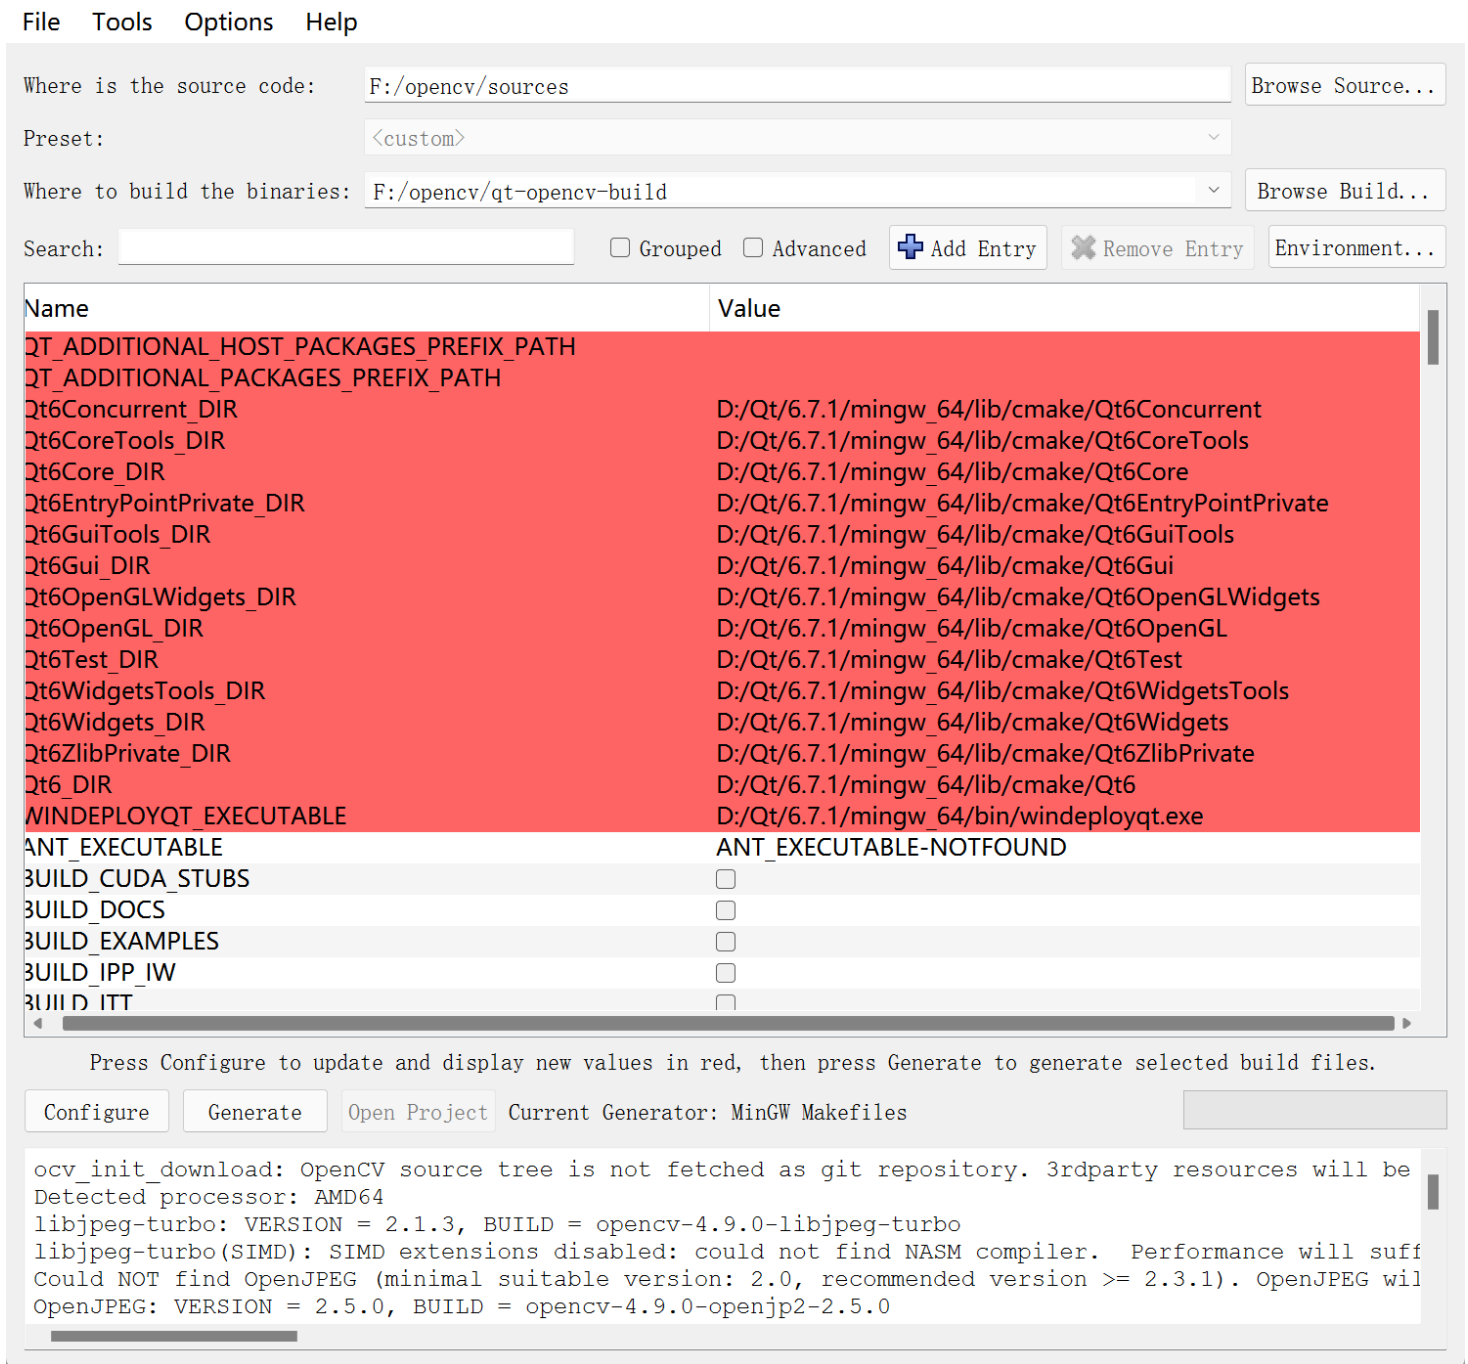 File Tools Options Help
Where is the source code: F:/opencv/sources Browse Source...
Preset: <custom>
Where to build the binaries: F:/opencv/qt-opencv-build Browse Build...
Search: Grouped Advanced Add Entry Remove Entry Environment...
Name Value
QT_ADDITIONAL_HOST_PACKAGES_PREFIX_PATH
QT_ADDITIONAL_PACKAGES_PREFIX_PATH
Qt6Concurrent_DIR D:/Qt/6.7.1/mingw_64/lib/cmake/Qt6Concurrent
Qt6CoreTools_DIR D:/Qt/6.7.1/mingw_64/lib/cmake/Qt6CoreTools
Qt6Core_DIR D:/Qt/6.7.1/mingw_64/lib/cmake/Qt6Core
Qt6EntryPointPrivate_DIR D:/Qt/6.7.1/mingw_64/lib/cmake/Qt6EntryPointPrivate
Qt6GuiTools_DIR D:/Qt/6.7.1/mingw_64/lib/cmake/Qt6GuiTools
Qt6Gui_DIR D:/Qt/6.7.1/mingw_64/lib/cmake/Qt6Gui
Qt6OpenGLWidgets_DIR D:/Qt/6.7.1/mingw_64/lib/cmake/Qt6OpenGLWidgets
Qt6OpenGL_DIR D:/Qt/6.7.1/mingw_64/lib/cmake/Qt6OpenGL
Qt6Test_DIR D:/Qt/6.7.1/mingw_64/lib/cmake/Qt6Test
Qt6WidgetsTools_DIR D:/Qt/6.7.1/mingw_64/lib/cmake/Qt6WidgetsTools
Qt6Widgets_DIR D:/Qt/6.7.1/mingw_64/lib/cmake/Qt6Widgets
Qt6ZlibPrivate_DIR D:/Qt/6.7.1/mingw_64/lib/cmake/Qt6ZlibPrivate
Qt6_DIR D:/Qt/6.7.1/mingw_64/lib/cmake/Qt6
WINDEPLOYQT_EXECUTABLE D:/Qt/6.7.1/mingw_64/bin/windeployqt.exe
ANT_EXECUTABLE ANT_EXECUTABLE-NOTFOUND
BUILD_CUDA_STUBS
BUILD_DOCS
BUILD_EXAMPLES
BUILD_IPP_IW
BUILD_ITT
Press Configure to update and display new values in red, then press Generate to generate selected build files.
Configure Generate Open Project Current Generator: MinGW Makefiles
ocv_init_download: OpenCV source tree is not fetched as git repository. 3rdparty resources will be
Detected processor: AMD64
libjpeg-turbo: VERSION = 2.1.3, BUILD = opencv-4.9.0-libjpeg-turbo
libjpeg-turbo(SIMD): SIMD extensions disabled: could not find NASM compiler.  Performance will suff
Could NOT find OpenJPEG (minimal suitable version: 2.0, recommended version >= 2.3.1). OpenJPEG wil
OpenJPEG: VERSION = 2.5.0, BUILD = opencv-4.9.0-openjp2-2.5.0